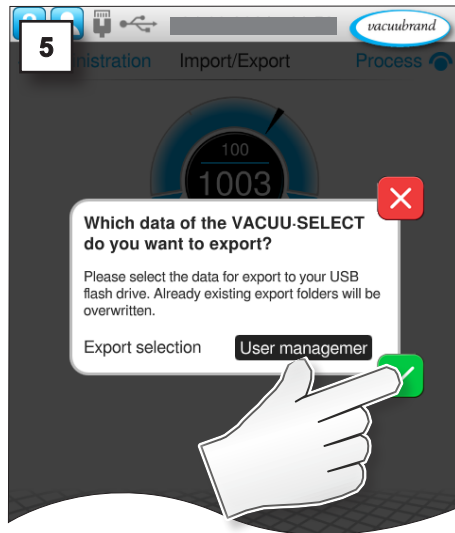 5
vacuubrand
nistration Import/Export Process
100
1003
Which data of the VACUU·SELECT
do you want to export?
Please select the data for export to your USB
flash drive. Already existing export folders will be
overwritten.
Export selection User managemer